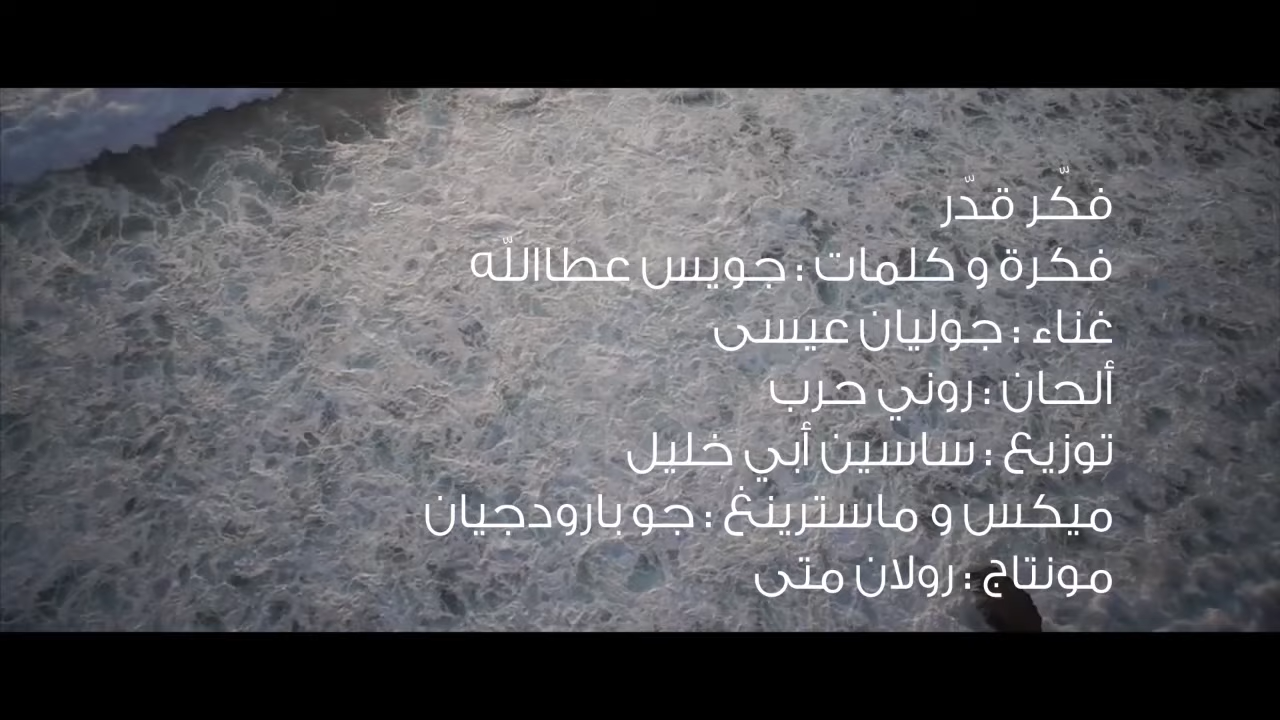 فكّر قدّر
فكرة و كلمات : جويس عطااللّه
غناء : جوليان عيسى
ألحان : روني حرب
توزيع : ساسين أبي خليل
ميكس و ماسترينغ : جو بارودجيان
مونتاج : رولان متى